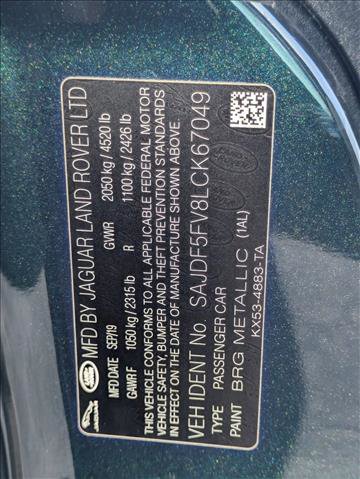 MFD BY JAGUAR LAND ROVER LTD
MFD DATE SEP/19 GVWR 2050 kg / 4520 lb
GAWR F 1050 kg / 2315 lb R 1100 kg / 2426 lb
THIS VEHICLE CONFORMS TO ALL APPLICABLE FEDERAL MOTOR
VEHICLE SAFETY, BUMPER AND THEFT PREVENTION STANDARDS
IN EFFECT ON THE DATE OF MANUFACTURE SHOWN ABOVE.
VEH IDENT No. SAJDF5FV8LCK67049
TYPE PASSENGER CAR
PAINT BRG METALLIC (1AL)
KX53-4883-TA